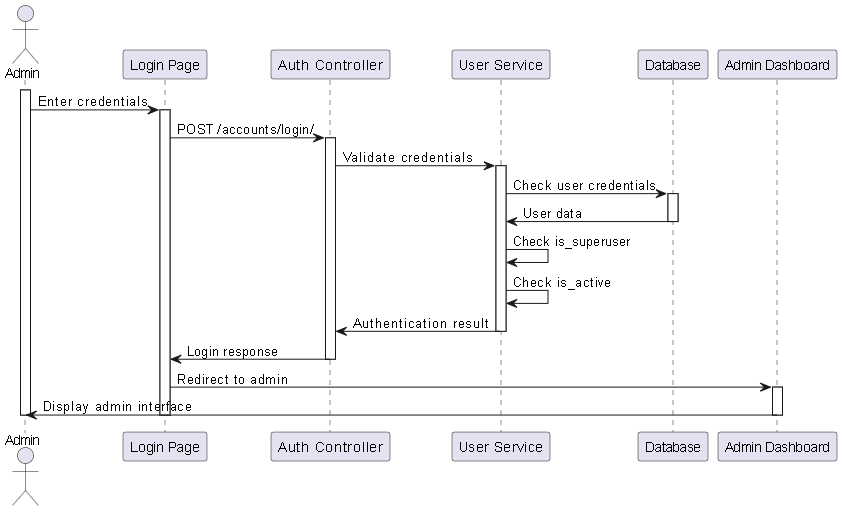 Admin
Login Page
Auth Controller
User Service
Database
Admin Dashboard
Enter credentials
POST /accounts/login/
Validate credentials
Check user credentials
User data
Check is_superuser
Check is_active
Authentication result
Login response
Redirect to admin
Display admin interface
Admin
Login Page
Auth Controller
User Service
Database
Admin Dashboard